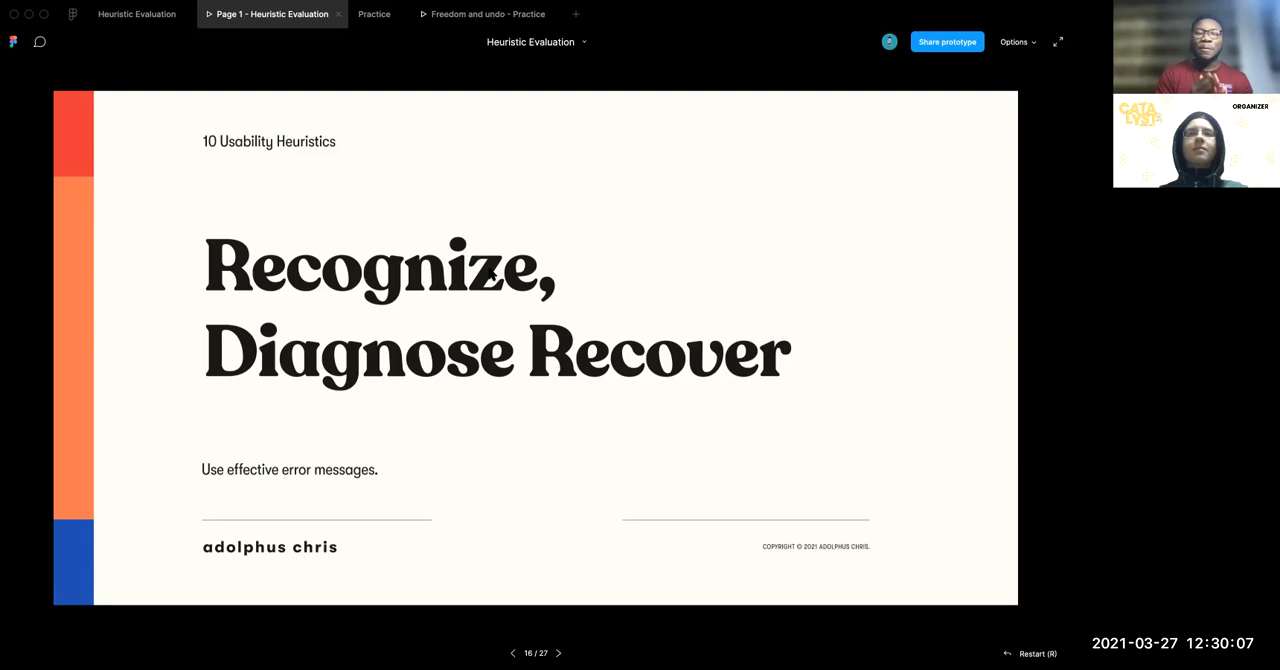 Heuristic Evaluation
Page 1 - Heuristic Evaluation
Practice
Freedom and undo - Practice
Heuristic Evaluation
Share prototype
Options
CATA
LYST
ORGANIZER
10 Usability Heuristics
Recognize,
Diagnose Recover
Use effective error messages.
adolphus chris
COPYRIGHT © 2021 ADOLPHUS CHRIS.
16 / 27
Restart (R)
2021-03-27 12:30:07